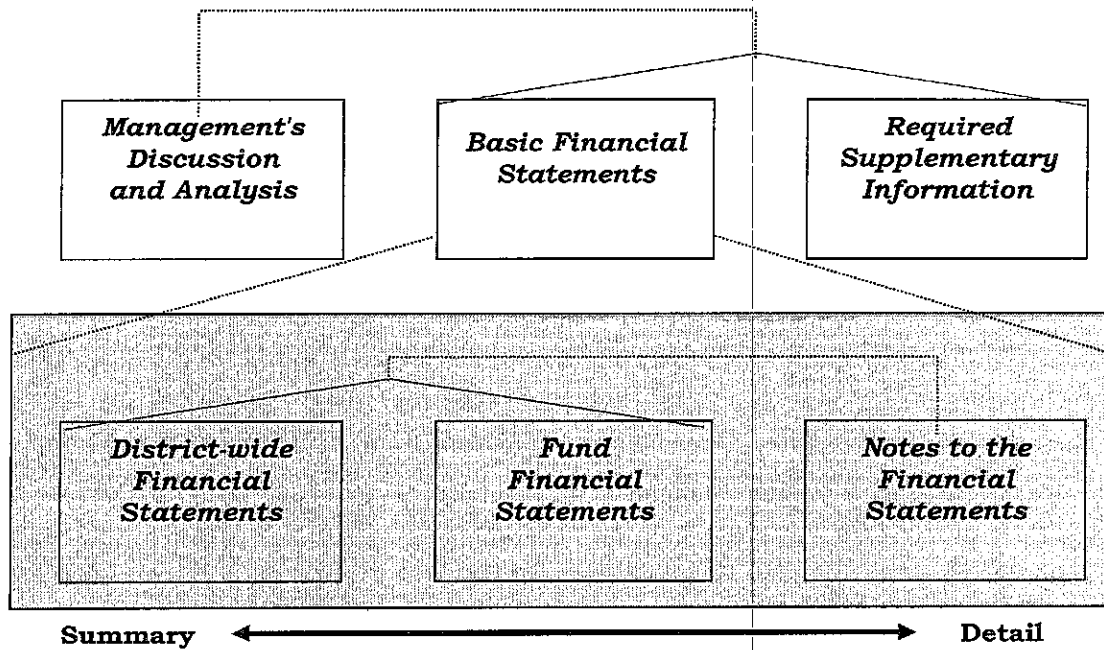 Management's
Discussion
and Analysis
Basic Financial
Statements
Required
Supplementary
Information
District-wide
Financial
Statements
Fund
Financial
Statements
Notes to the
Financial
Statements
Summary
Detail